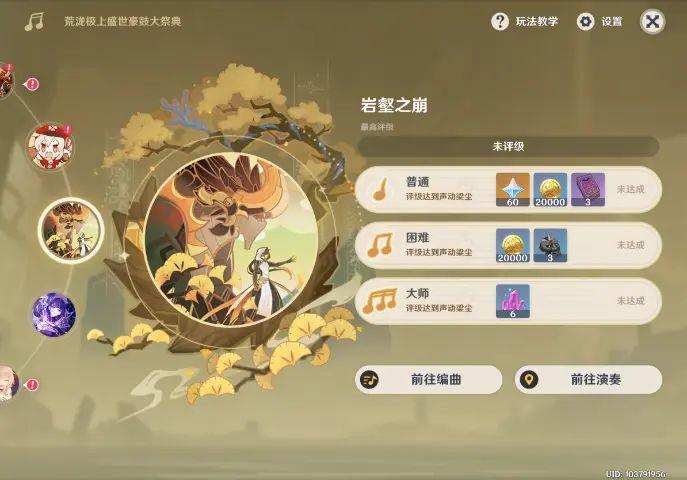 荒泷极上盛世豪鼓大祭典
玩法教学
设置
岩壑之崩
最高评级
未评级
普通
评级达到声动梁尘
60
20000
3
未达成
困难
评级达到声动梁尘
20000
3
未达成
大师
评级达到声动梁尘
6
未达成
前往编曲
前往演奏
UID: 103791956